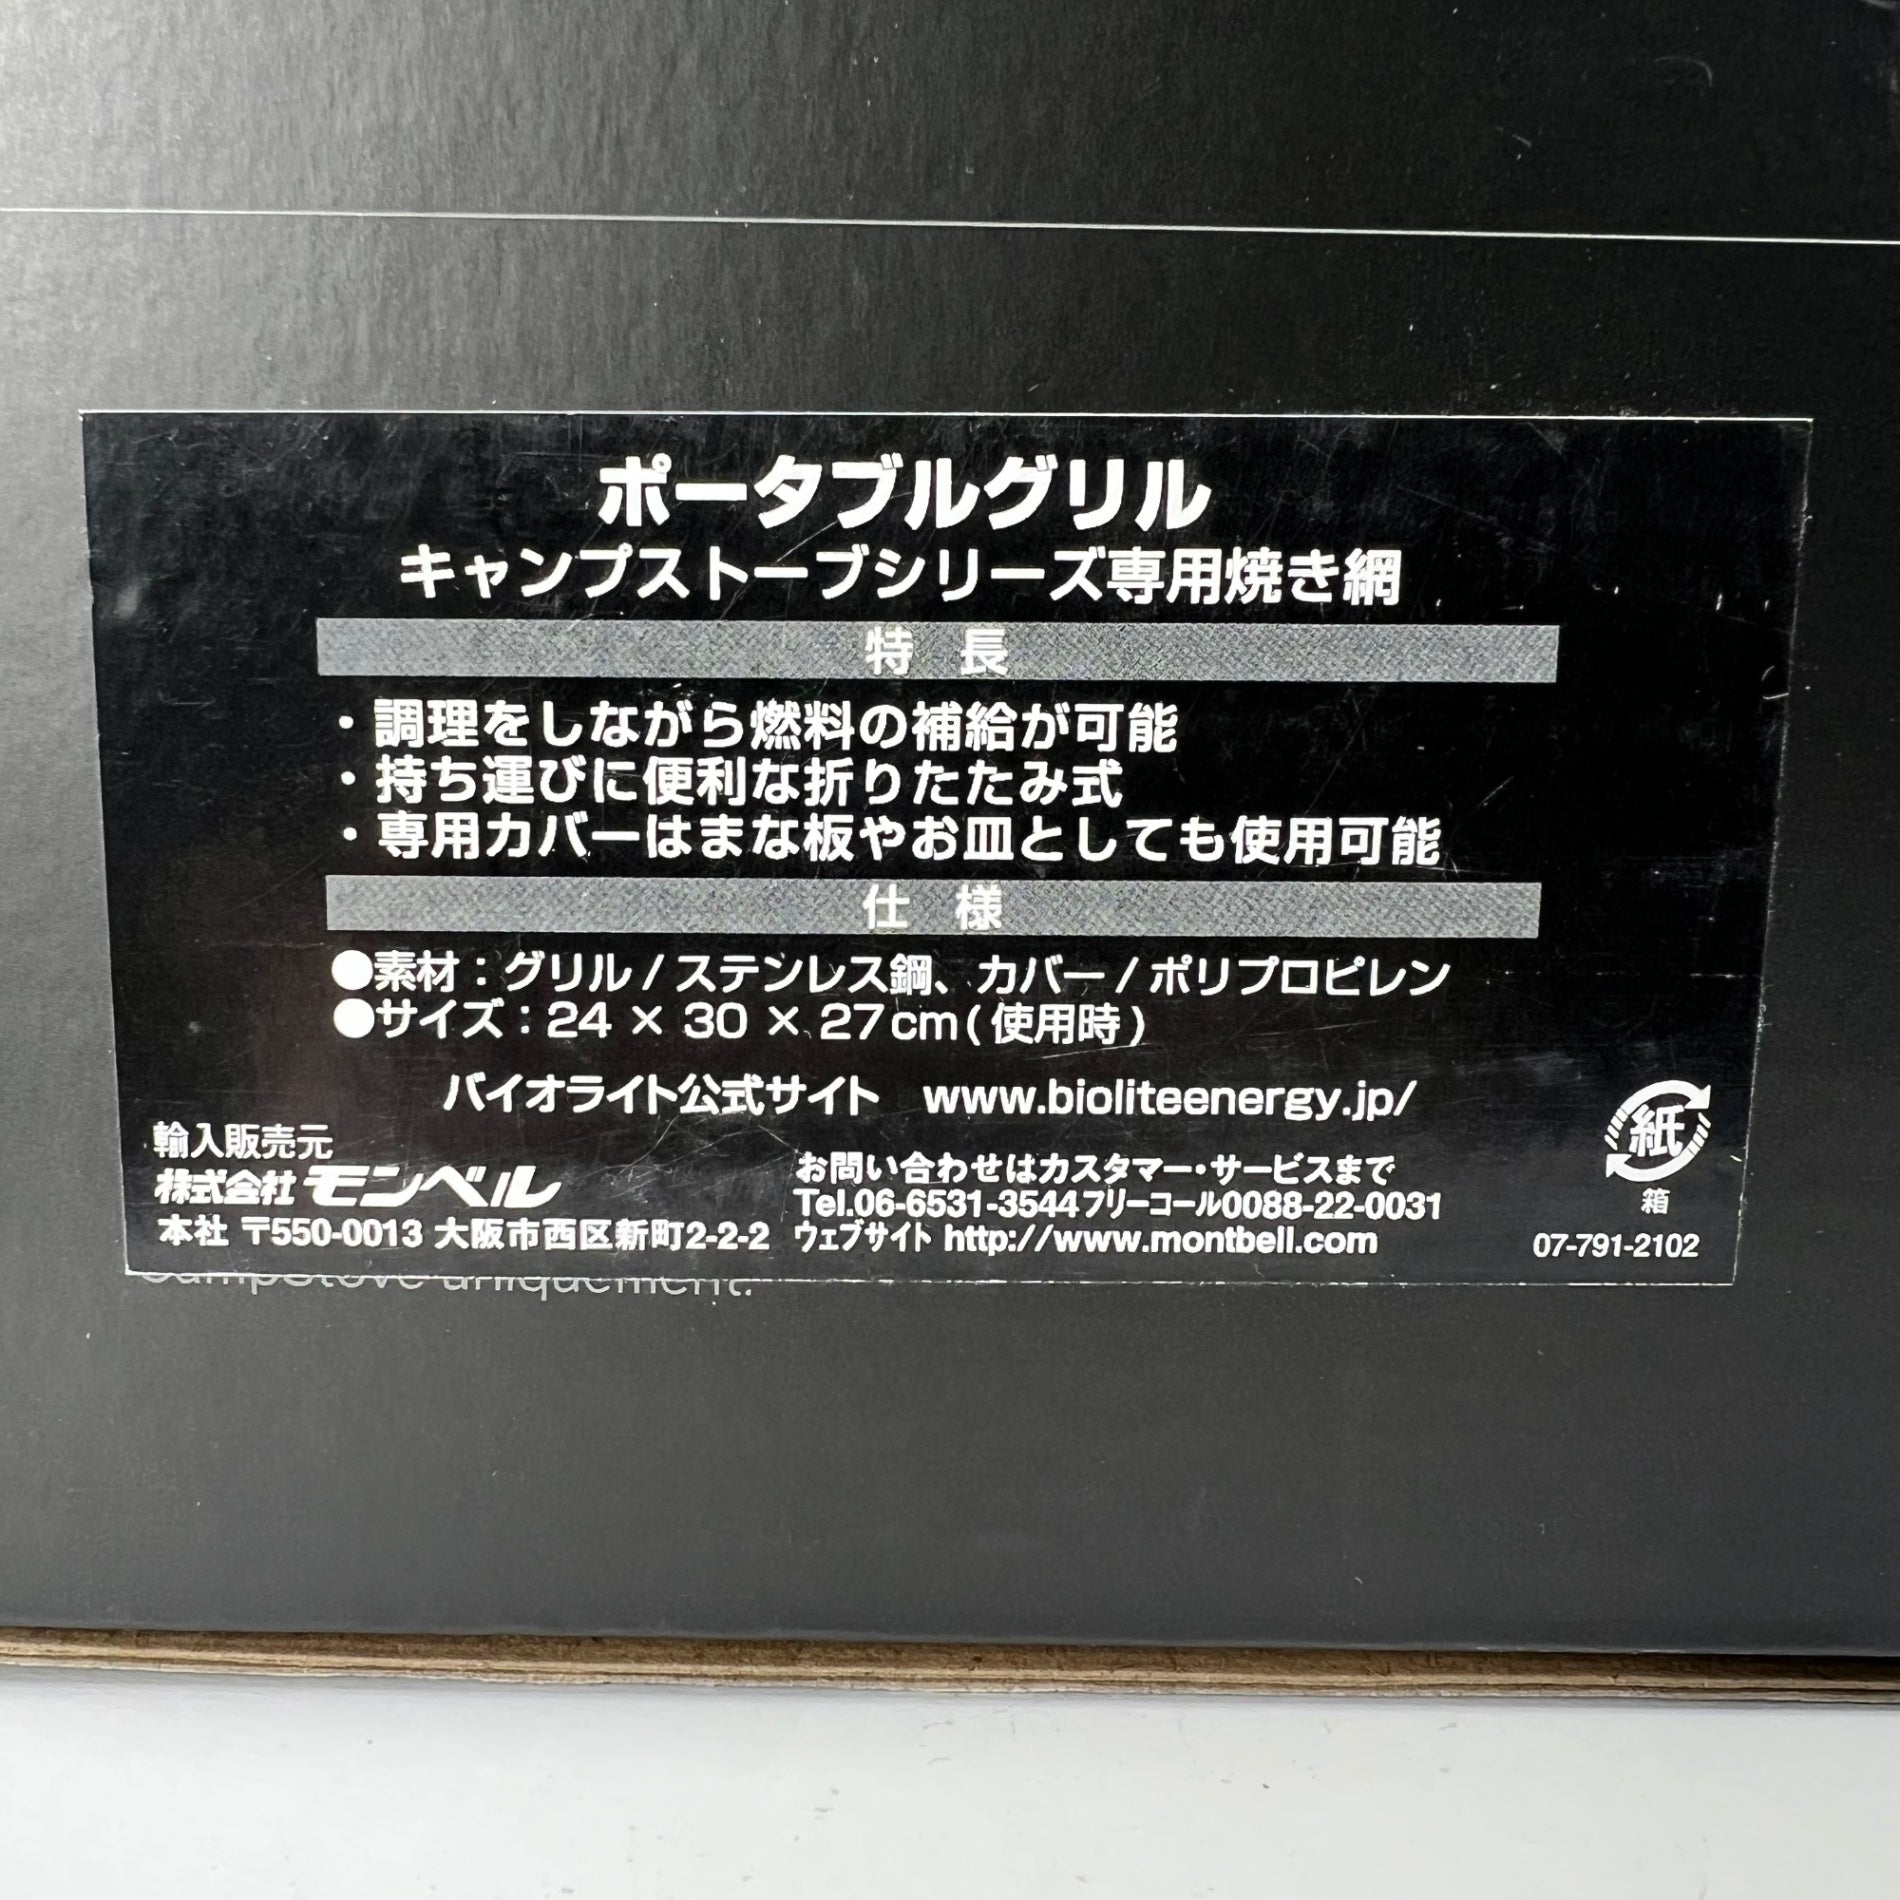 ポータブルグリル
キャンプストーブシリーズ専用焼き網
特 長
・調理をしながら燃料の補給が可能
・持ち運びに便利な折りたたみ式
・専用カバーはまな板やお皿としても使用可能
仕 様
●素材：グリル/ステンレス鋼、カバー/ポリプロピレン
●サイズ：24 × 30 × 27cm(使用時)
バイオライト公式サイト www.bioliteenergy.jp/
輸入販売元
株式会社モンベル
本社 〒550-0013 大阪市西区新町2-2-2
お問い合わせはカスタマー・サービスまで
Tel.06-6531-3544フリーコール0088-22-0031
ウェブサイト http://www.montbell.com
紙
箱
07-791-2102
campstove uniquement.